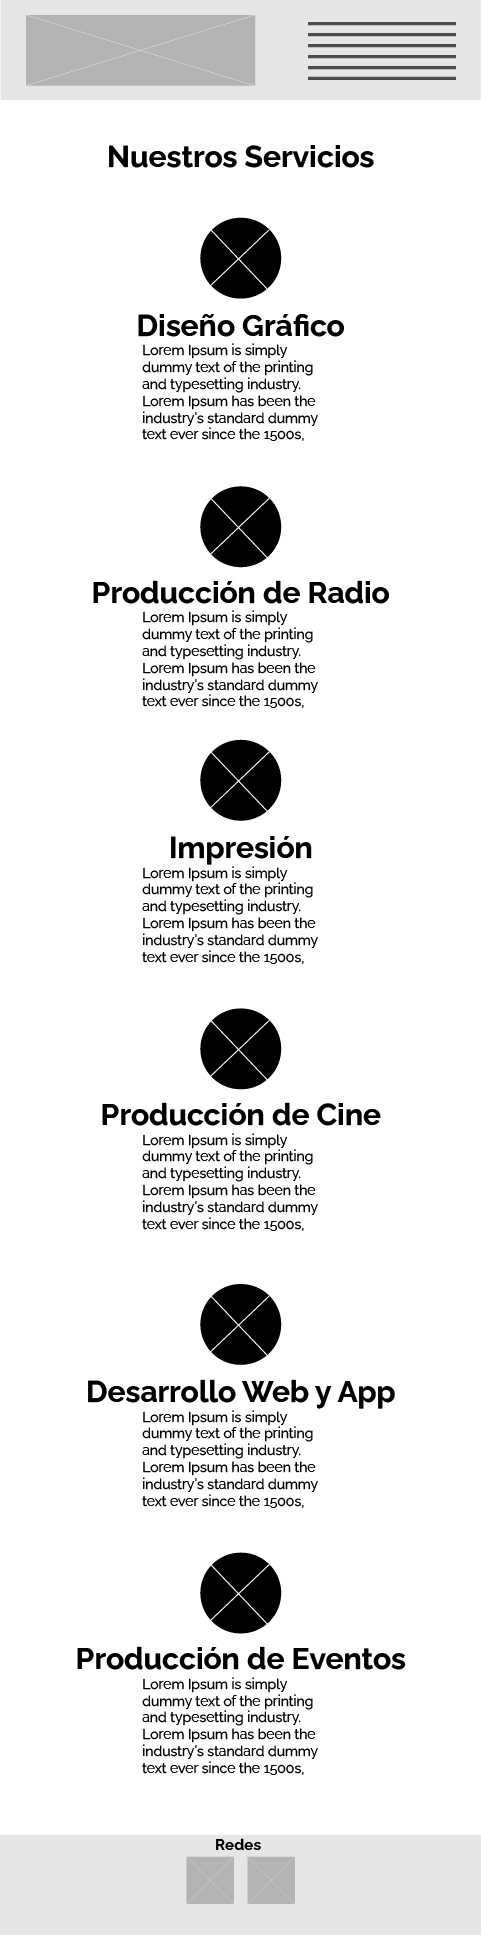 Nuestros Servicios
Diseño Gráfico
Lorem Ipsum is simply
dummy text of the printing
and typesetting industry.
Lorem Ipsum has been the
industry's standard dummy
text ever since the 1500s,
Producción de Radio
Lorem Ipsum is simply
dummy text of the printing
and typesetting industry.
Lorem Ipsum has been the
industry's standard dummy
text ever since the 1500s,
Impresión
Lorem Ipsum is simply
dummy text of the printing
and typesetting industry.
Lorem Ipsum has been the
industry's standard dummy
text ever since the 1500s,
Producción de Cine
Lorem Ipsum is simply
dummy text of the printing
and typesetting industry.
Lorem Ipsum has been the
industry's standard dummy
text ever since the 1500s,
Desarrollo Web y App
Lorem Ipsum is simply
dummy text of the printing
and typesetting industry.
Lorem Ipsum has been the
industry's standard dummy
text ever since the 1500s,
Producción de Eventos
Lorem Ipsum is simply
dummy text of the printing
and typesetting industry.
Lorem Ipsum has been the
industry's standard dummy
text ever since the 1500s,
Redes